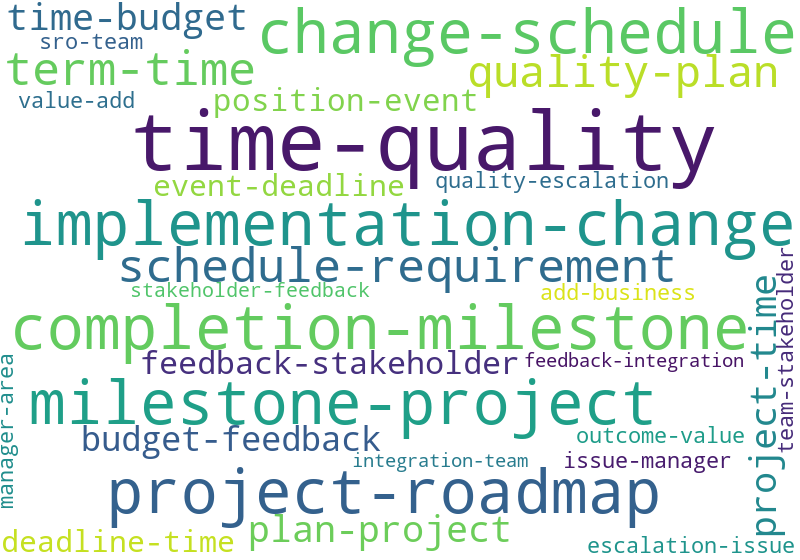 time-budget
change-schedule
sro-team
term-time
quality-plan
value-add
position-event
time-quality
event-deadline
quality-escalation
implementation-change
schedule-requirement
stakeholder-feedback
add-business
completion-milestone
project-time
team-stakeholder
feedback-stakeholder
feedback-integration
manager-area
milestone-project
budget-feedback
outcome-value
integration-team
issue-manager
project-roadmap
plan-project
deadline-time
escalation-issue